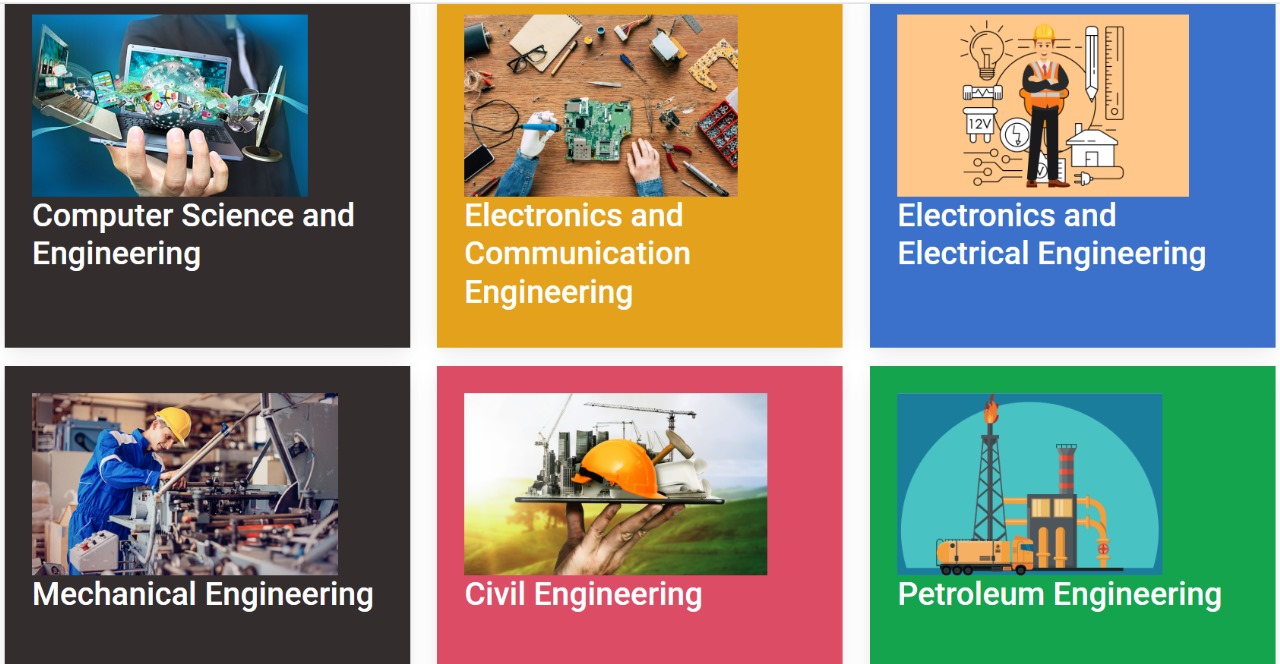 Computer Science and
Engineering
Electronics and
Communication
Engineering
12V
Electronics and
Electrical Engineering
Mechanical Engineering
Civil Engineering
Petroleum Engineering